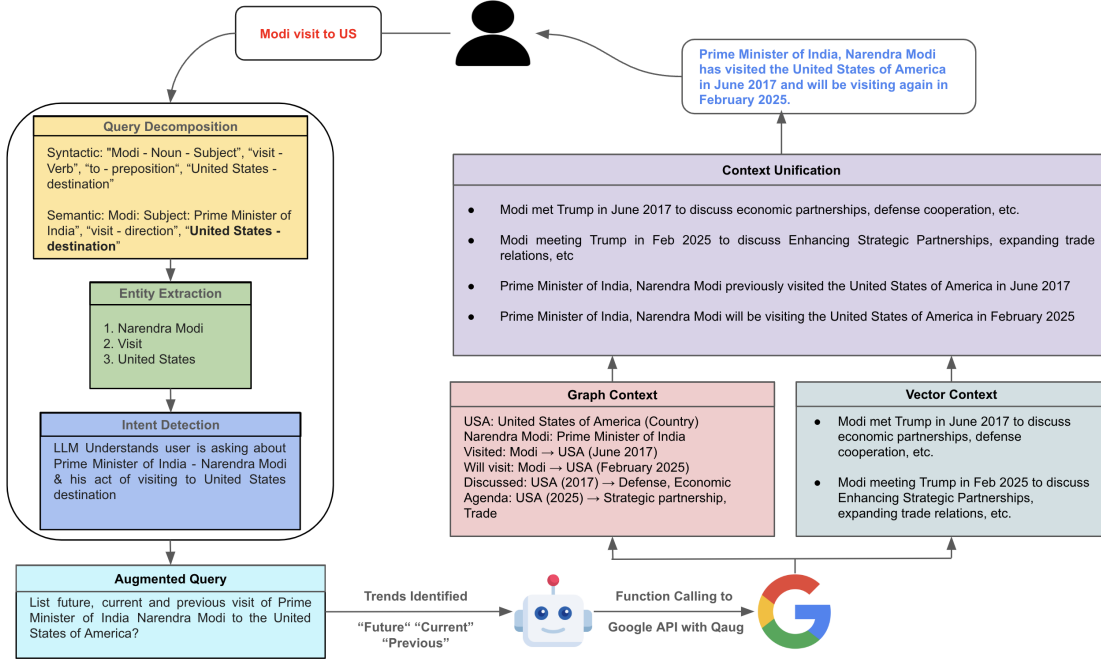 Modi visit to US
Prime Minister of India, Narendra Modi
has visited the United States of America
in June 2017 and will be visiting again in
February 2025.
Query Decomposition
Syntactic: "Modi - Noun - Subject”, “visit -
Verb”, “to - preposition“, “United States -
destination”
Semantic: Modi: Subject: Prime Minister of
India”, “visit - direction”, “United States -
destination”
Entity Extraction
1. Narendra Modi
2. Visit
3. United States
Intent Detection
LLM Understands user is asking about
Prime Minister of India - Narendra Modi
& his act of visiting to United States
destination
Augmented Query
List future, current and previous visit of Prime
Minister of India Narendra Modi to the United
States of America?
Trends Identified
“Future“ “Current”
“Previous”
Function Calling to
Google API with Qaug
Graph Context
USA: United States of America (Country)
Narendra Modi: Prime Minister of India
Visited: Modi → USA (June 2017)
Will visit: Modi → USA (February 2025)
Discussed: USA (2017) → Defense, Economic
Agenda: USA (2025) → Strategic partnership,
Trade
Vector Context
● Modi met Trump in June 2017 to discuss
economic partnerships, defense
cooperation, etc.
● Modi meeting Trump in Feb 2025 to discuss
Enhancing Strategic Partnerships,
expanding trade relations, etc.
Context Unification
● Modi met Trump in June 2017 to discuss economic partnerships, defense cooperation, etc.
● Modi meeting Trump in Feb 2025 to discuss Enhancing Strategic Partnerships, expanding trade
relations, etc
● Prime Minister of India, Narendra Modi previously visited the United States of America in June 2017
● Prime Minister of India, Narendra Modi will be visiting the United States of America in February 2025